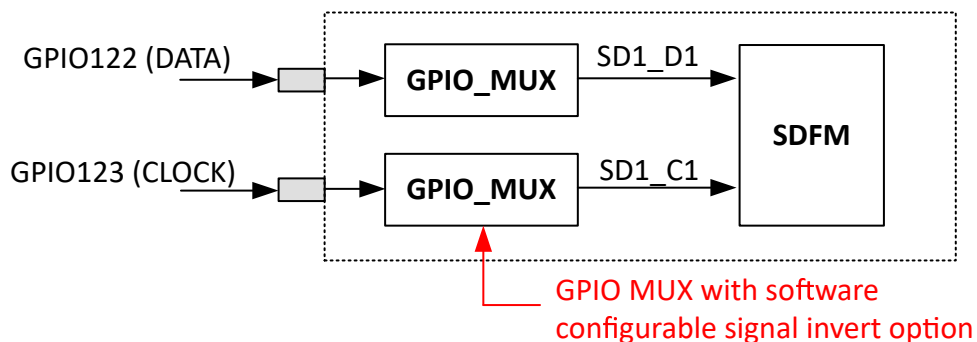 GPIO122 (DATA)
GPIO_MUX
SD1_D1
SDFM
GPIO123 (CLOCK)
GPIO_MUX
SD1_C1
GPIO MUX with software
configurable signal invert option